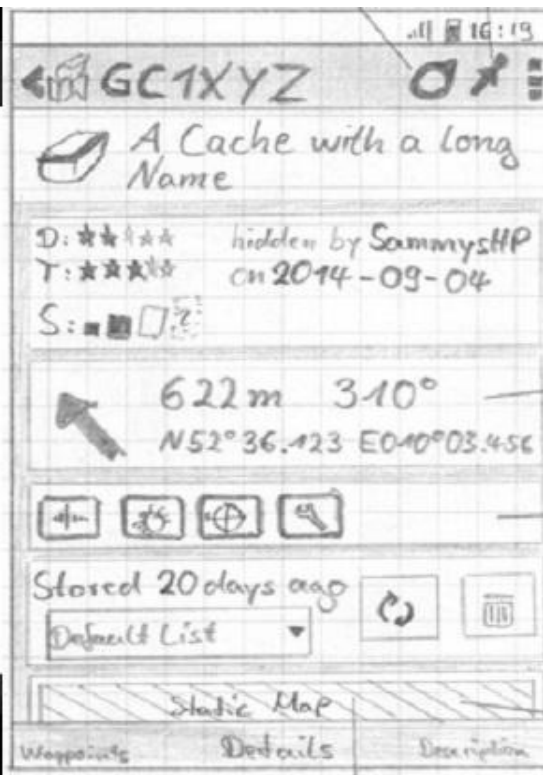 16:19
GC1XYZ
A Cache with a long
Name
D: hidden by SammysHP
T: on 2014-09-04
S: ?
622m 310°
N52°36.123 E010°03.456
Stored 20 days ago
Default List
Static Map
Waypoints Details Description